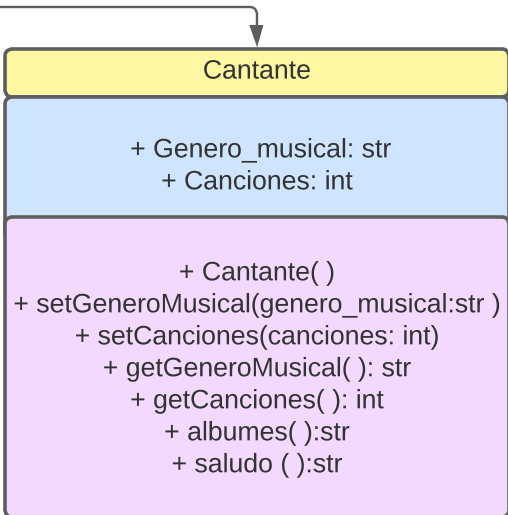 Cantante
+ Genero_musical: str
+ Canciones: int
+ Cantante( )
+ setGeneroMusical(genero_musical:str )
+ setCanciones(canciones: int)
+ getGeneroMusical( ): str
+ getCanciones( ): int
+ albumes( ):str
+ saludo ( ):str